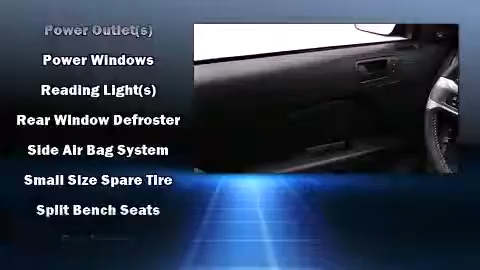 Power Outlet(s)
Power Windows
Reading Light(s)
Rear Window Defroster
Side Air Bag System
Small Size Spare Tire
Split Bench Seats